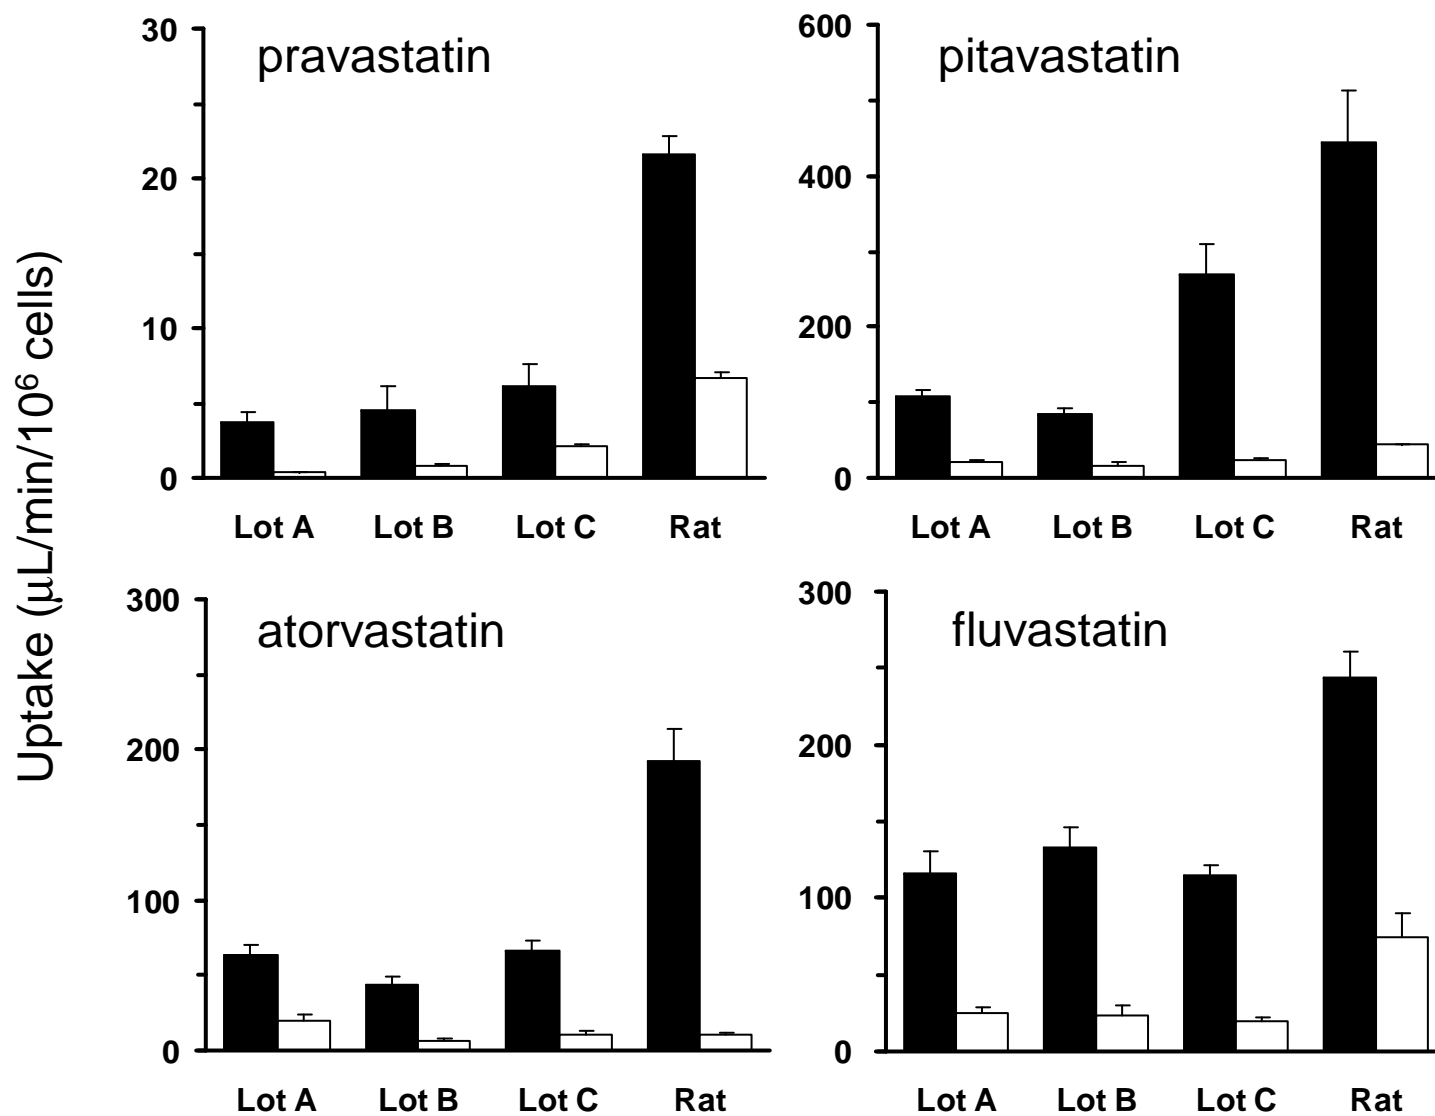 Uptake (μL/min/10⁶ cells)
pravastatin
30
20
10
0
Lot A Lot B Lot C Rat
pitavastatin
600
400
200
0
Lot A Lot B Lot C Rat
atorvastatin
300
200
100
0
Lot A Lot B Lot C Rat
fluvastatin
300
200
100
0
Lot A Lot B Lot C Rat